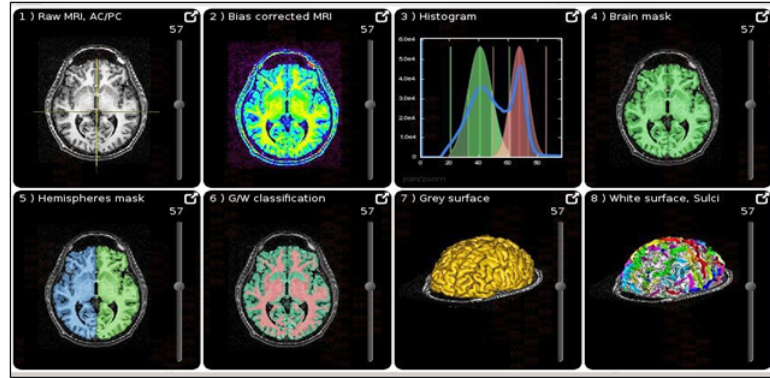 1 ) Raw MRI, AC/PC
57
2 ) Bias corrected MRI
57
3 ) Histogram
6.0e4
5.0e4
4.0e4
3.0e4
2.0e4
1.0e4
0.0
0
20
40
60
80
pan/zoom
4 ) Brain mask
57
5 ) Hemispheres mask
57
6 ) G/W classification
57
7 ) Grey surface
57
8 ) White surface, Sulci
57